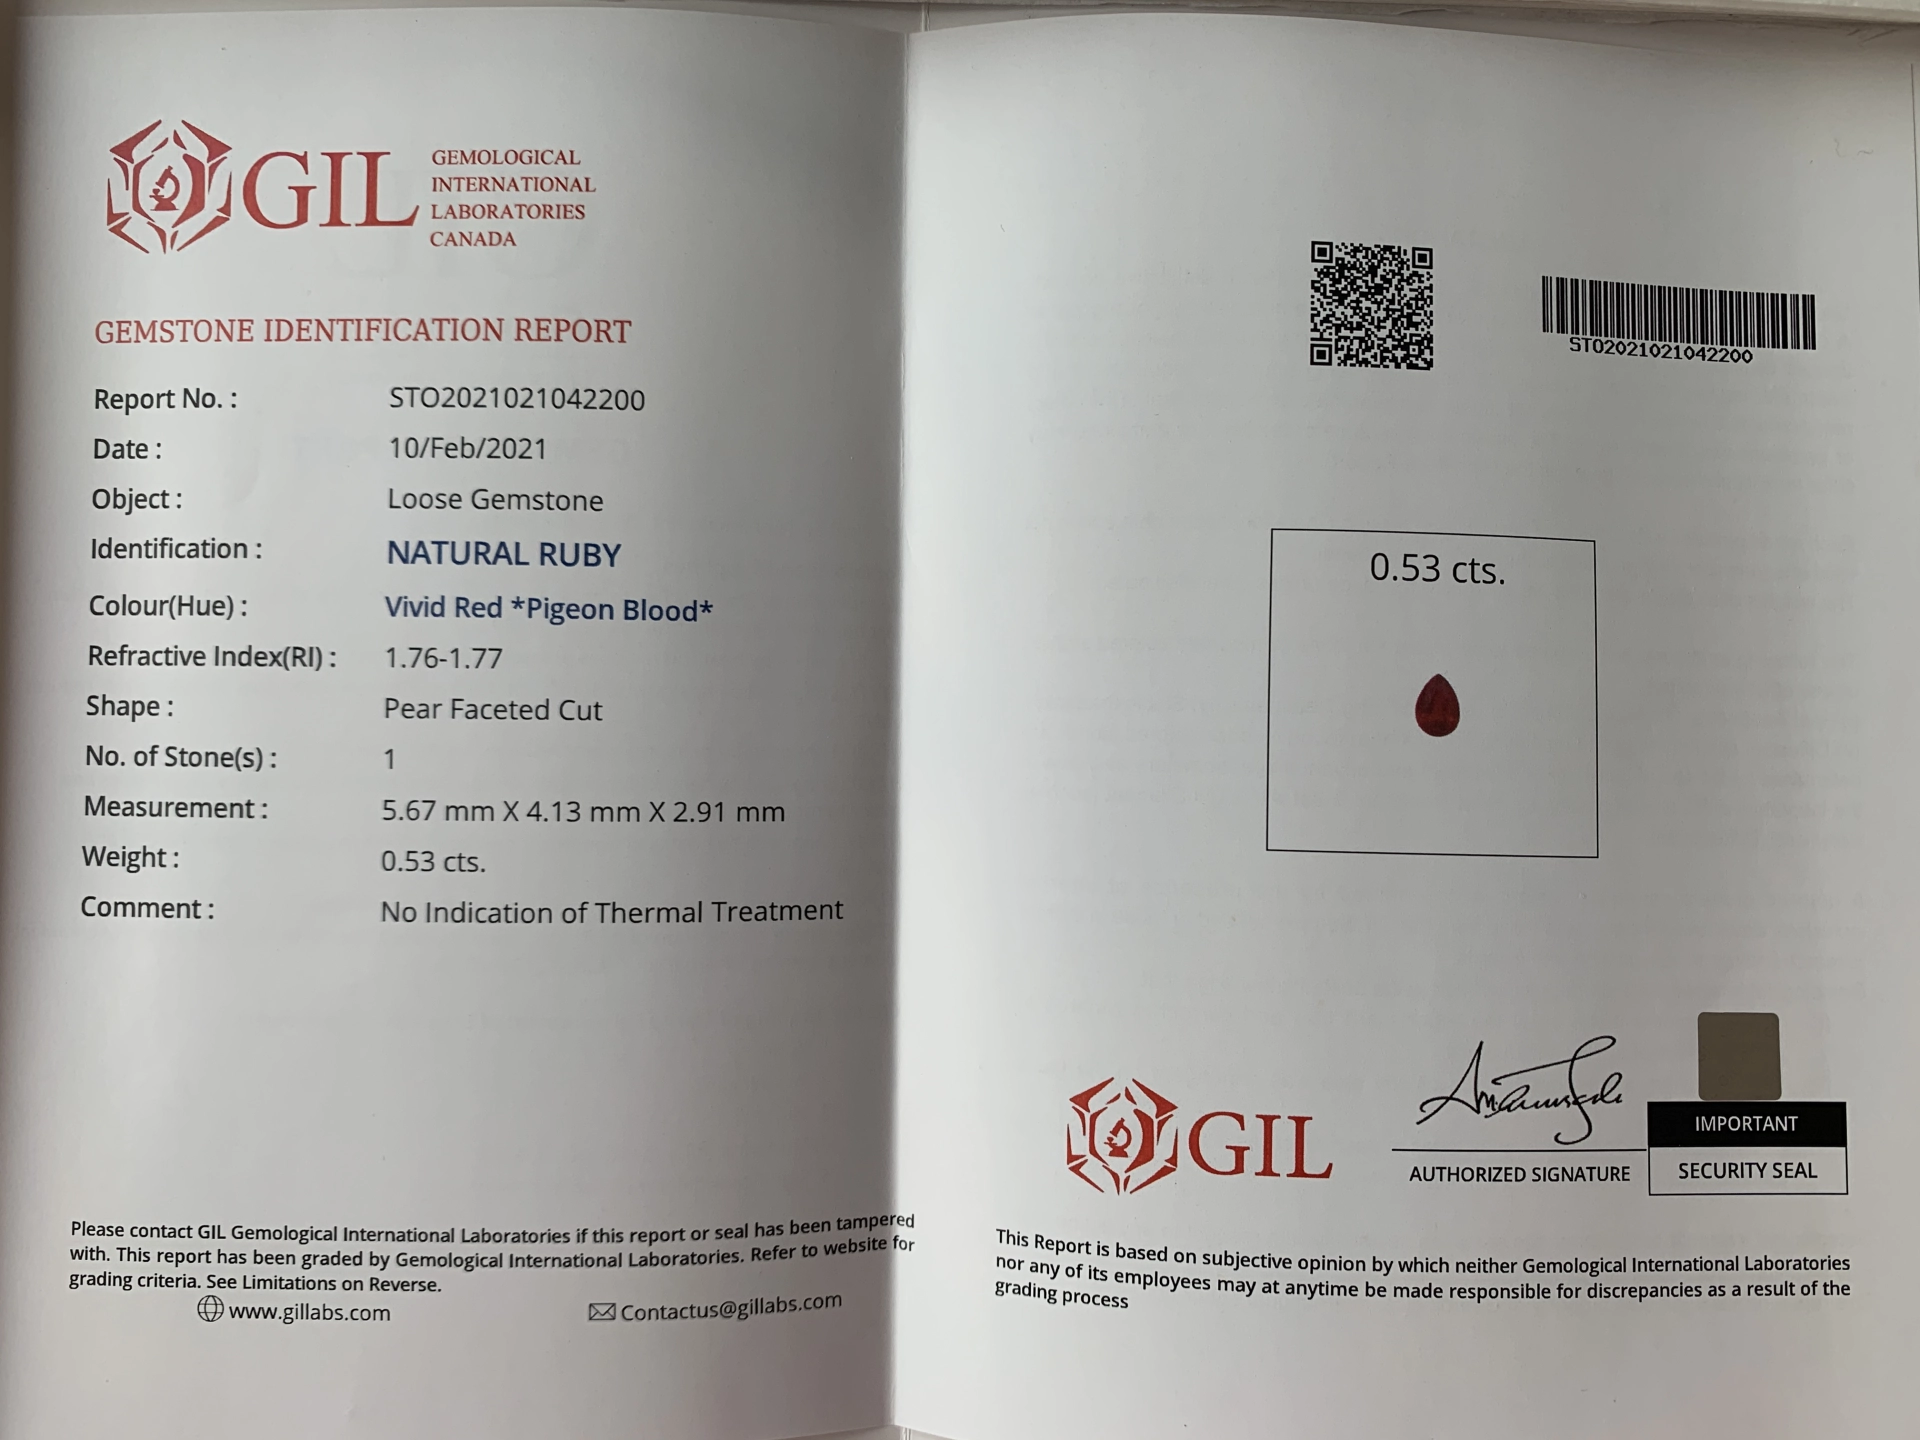 GIL
GEMOLOGICAL
INTERNATIONAL
LABORATORIES
CANADA
GEMSTONE IDENTIFICATION REPORT
Report No. : STO2021021042200
Date : 10/Feb/2021
Object : Loose Gemstone
Identification : NATURAL RUBY
Colour(Hue) : Vivid Red *Pigeon Blood*
Refractive Index(RI) : 1.76-1.77
Shape : Pear Faceted Cut
No. of Stone(s) : 1
Measurement : 5.67 mm X 4.13 mm X 2.91 mm
Weight : 0.53 cts.
Comment : No Indication of Thermal Treatment
Please contact GIL Gemological International Laboratories if this report or seal has been tampered
with. This report has been graded by Gemological International Laboratories. Refer to website for
grading criteria. See Limitations on Reverse.
www.gillabs.com Contactus@gillabs.com
STO2021021042200
0.53 cts.
GIL
AUTHORIZED SIGNATURE
IMPORTANT
SECURITY SEAL
This Report is based on subjective opinion by which neither Gemological International Laboratories
nor any of its employees may at anytime be made responsible for discrepancies as a result of the
grading process